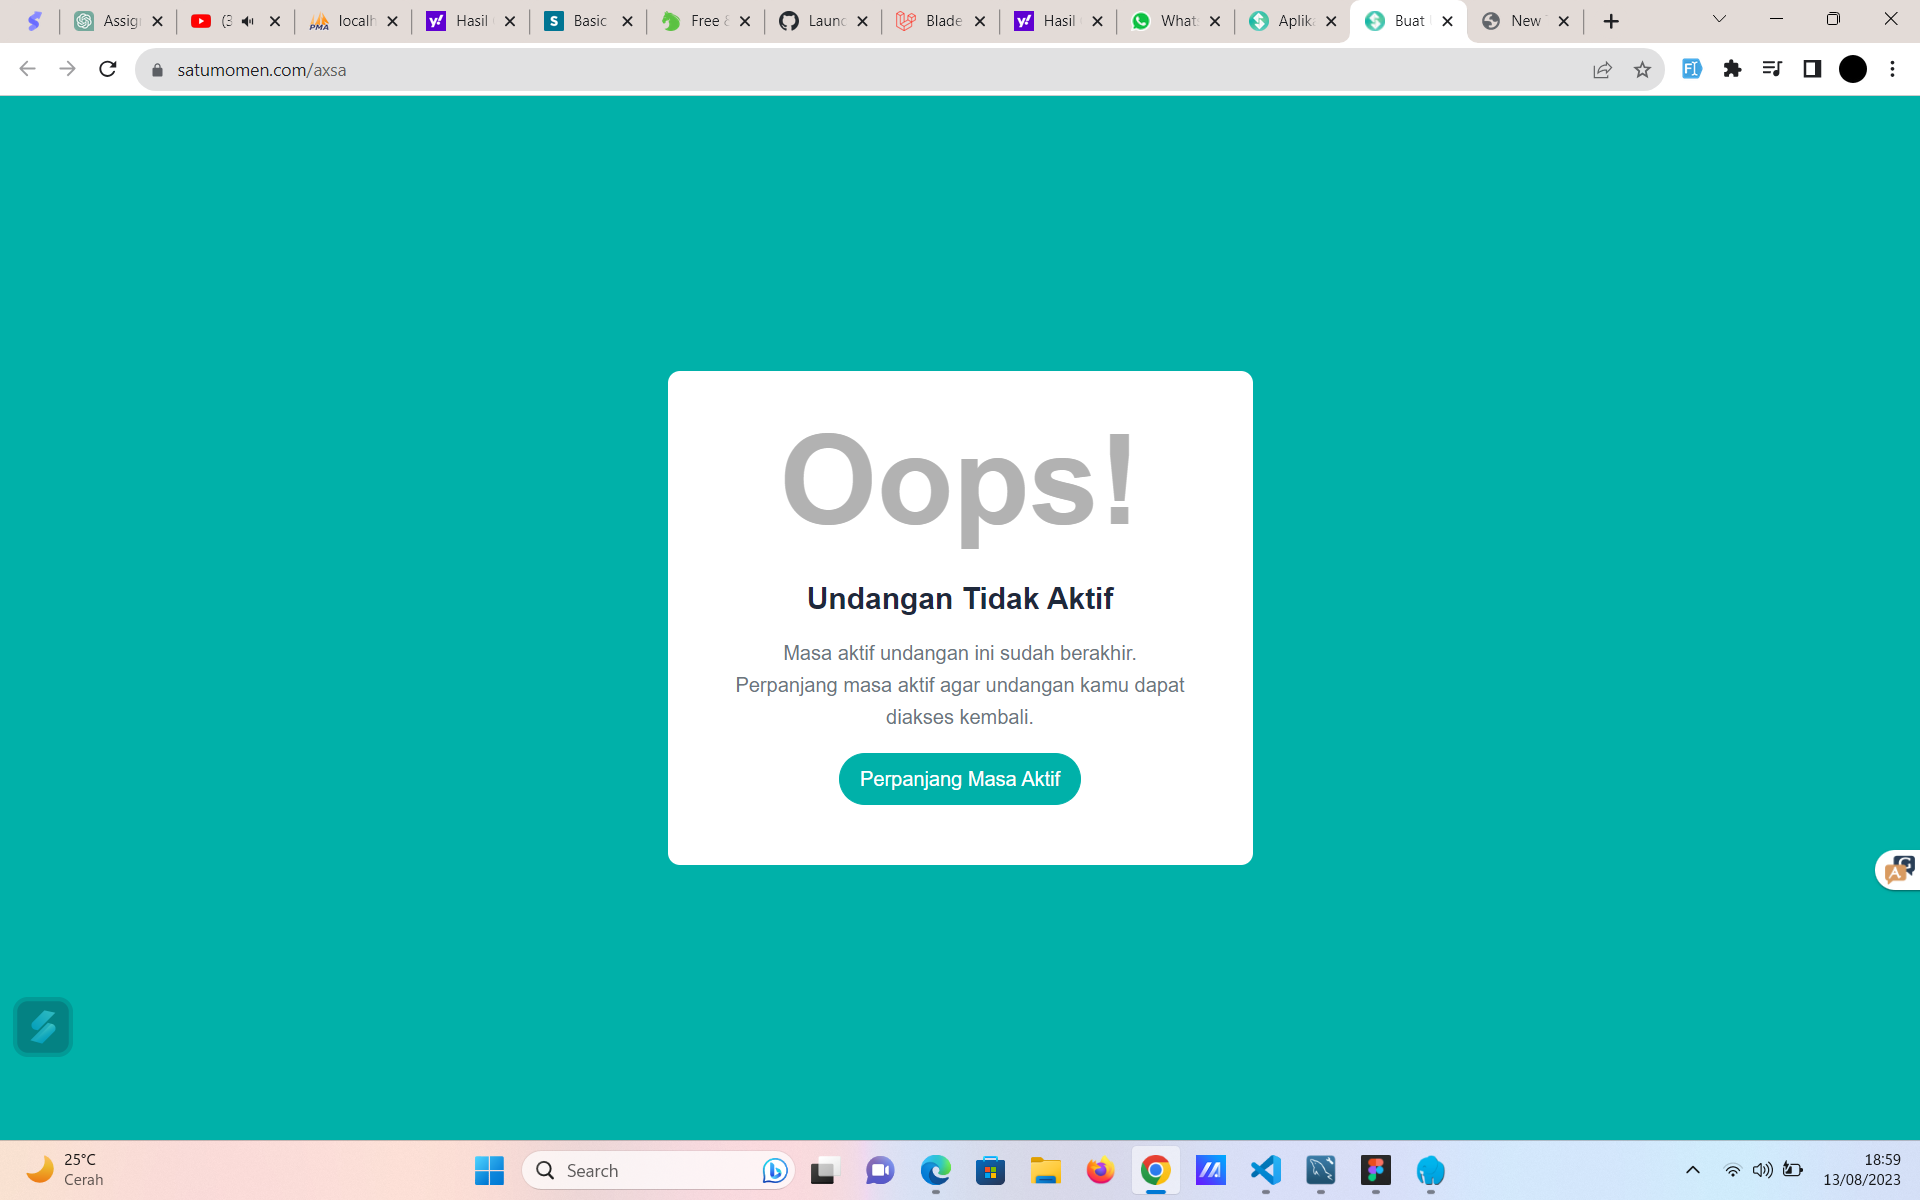 Assig
(3
localh
Hasil
Basic
Free &
Launc
Blade
Hasil
Whats
Aplika
Buat
New T
satumomen.com/axsa
Oops!
Undangan Tidak Aktif
Masa aktif undangan ini sudah berakhir.
Perpanjang masa aktif agar undangan kamu dapat
diakses kembali.
Perpanjang Masa Aktif
25°C
Cerah
Search
18:59
13/08/2023